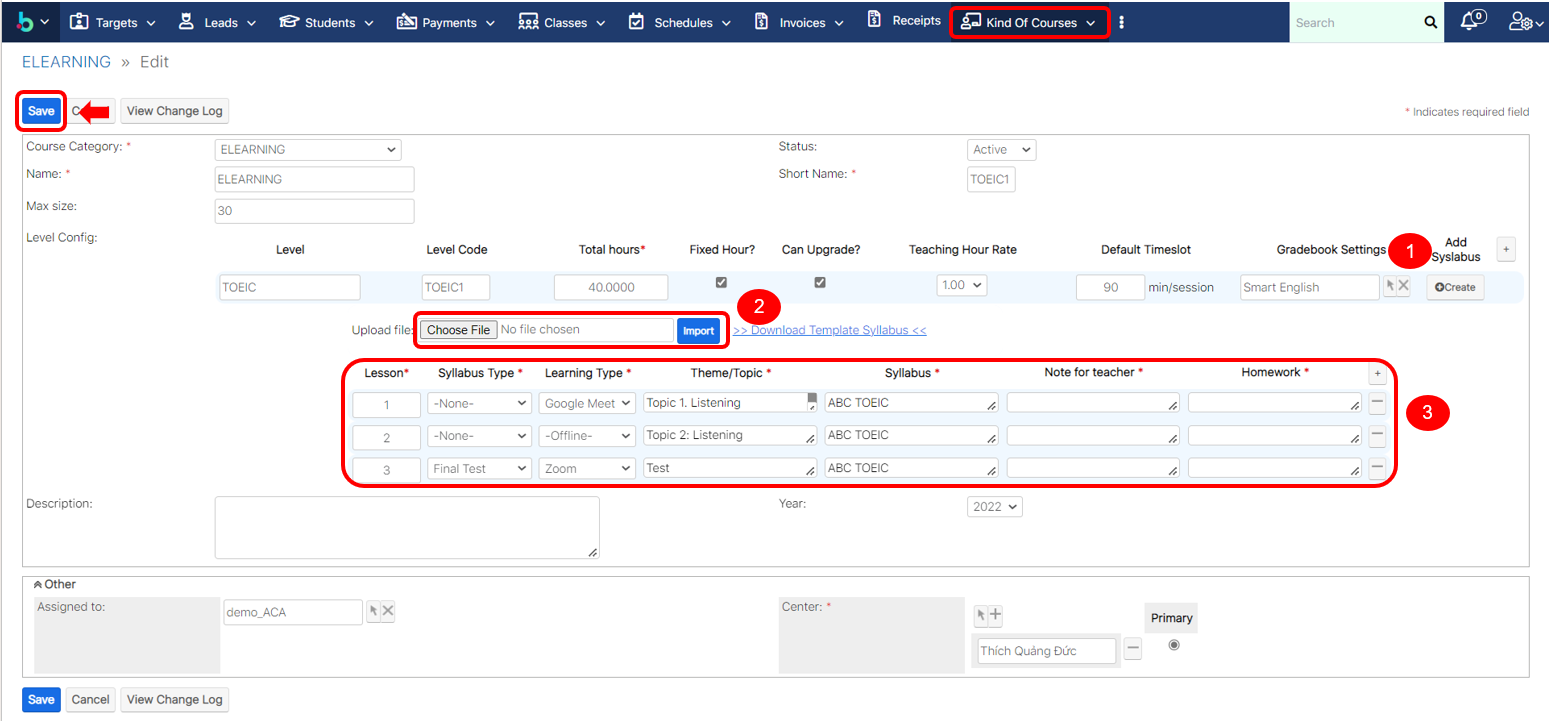 Targets Leads Students Payments Classes Schedules Invoices Receipts Kind Of Courses Search 0
ELEARNING » Edit
Save View Change Log * Indicates required field
Course Category: * ELEARNING Status: Active
Name: * ELEARNING Short Name: * TOEIC1
Max size: 30
Level Config:
Level Level Code Total hours* Fixed Hour? Can Upgrade? Teaching Hour Rate Default Timeslot Gradebook Settings 1 Add Syslabus +
TOEIC TOEIC1 40.0000 1.00 90 min/session Smart English Create
2
Upload file: Choose File No file chosen Import >> Download Template Syllabus <<
Lesson* Syllabus Type * Learning Type * Theme/Topic * Syllabus * Note for teacher * Homework * +
1 -None- Google Meet Topic 1. Listening ABC TOEIC
3
2 -None- -Offline- Topic 2: Listening ABC TOEIC
3 Final Test Zoom Test ABC TOEIC
Description: Year: 2022
Other
Assigned to: demo_ACA Center: * Primary
Thích Quảng Đức
Save Cancel View Change Log